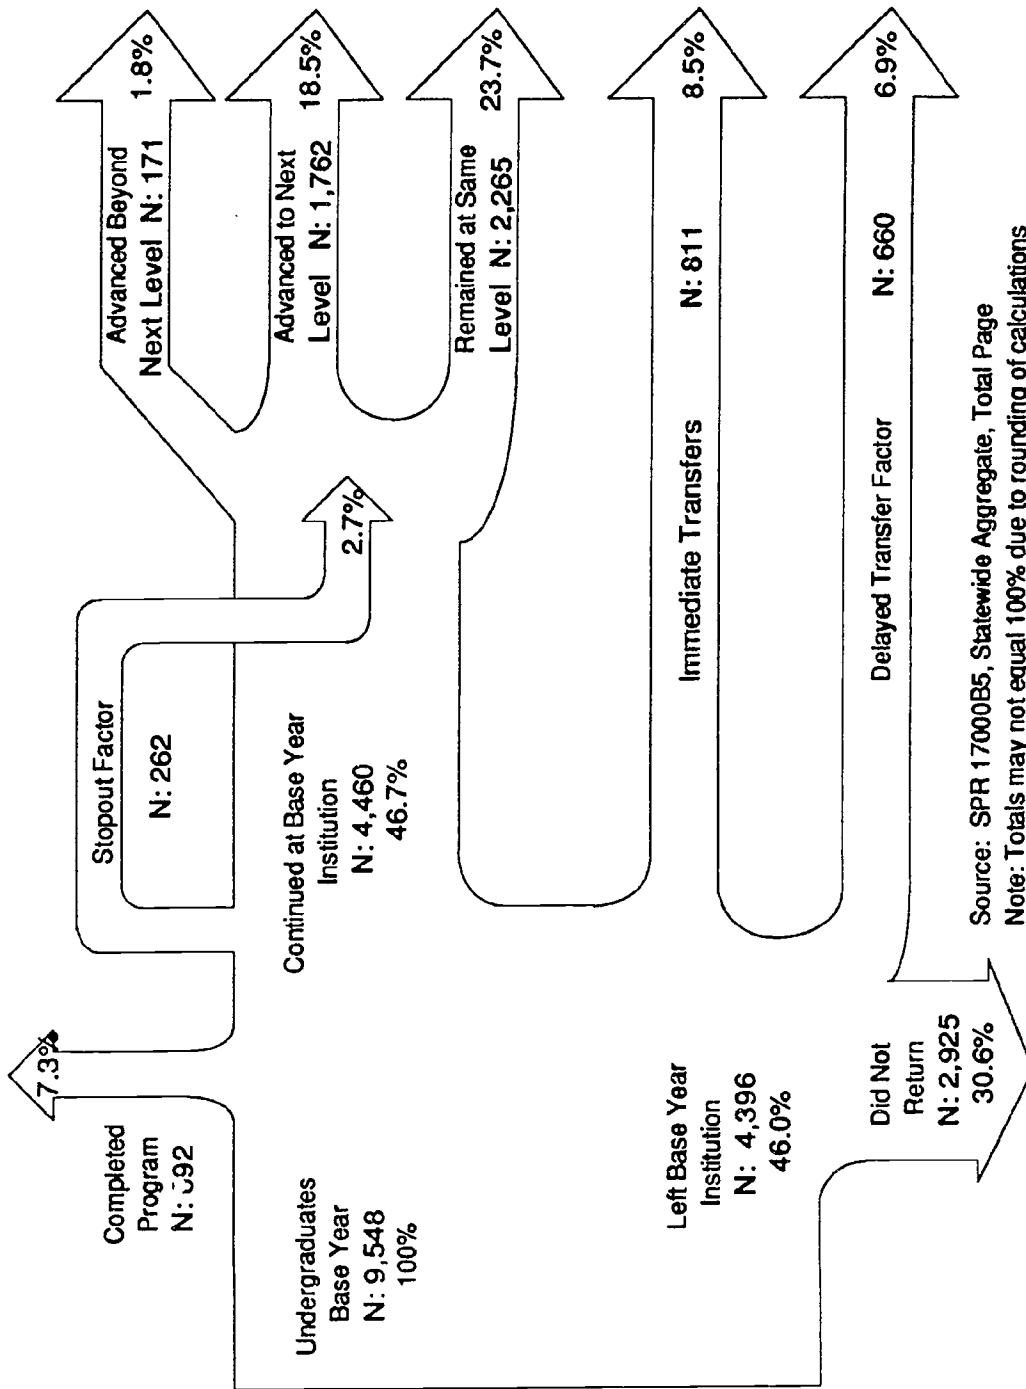 7.3%
Completed
Program
N:
Stopout Factor
N: 262
2.7%
Advanced Beyond
Next Level N: 171
1.8%
Undergraduates
Base Year
N: 9,548
100%
Continued at Base Year
Institution
N: 4,460
46.7%
Advanced to Next
Level N: 1,762
18.5%
Remained at Same
Level N: 2,265
23.7%
Left Base Year
Institution
N: 4,396
46.0%
Immediate Transfers
N: 811
8.5%
Did Not
Return
N: 2,925
30.6%
Delayed Transfer Factor
N: 660
6.9%
Source: SPR 17000B5, Statewide Aggregate, Total Page
Note: Totals may not equal 100% due to rounding of calculations